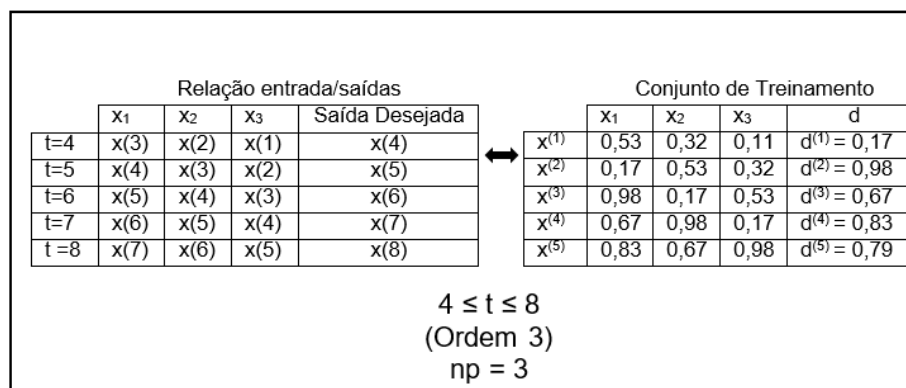 Relação entrada/saídas Conjunto de Treinamento
x₁ x₂ x₃ Saída Desejada x₁ x₂ x₃ d
t=4 x(3) x(2) x(1) x(4) x⁽¹⁾ 0,53 0,32 0,11 d⁽¹⁾ = 0,17
t=5 x(4) x(3) x(2) x(5) x⁽²⁾ 0,17 0,53 0,32 d⁽²⁾ = 0,98
t=6 x(5) x(4) x(3) x(6) x⁽³⁾ 0,98 0,17 0,53 d⁽³⁾ = 0,67
t=7 x(6) x(5) x(4) x(7) x⁽⁴⁾ 0,67 0,98 0,17 d⁽⁴⁾ = 0,83
t =8 x(7) x(6) x(5) x(8) x⁽⁵⁾ 0,83 0,67 0,98 d⁽⁵⁾ = 0,79
4 ≤ t ≤ 8
(Ordem 3)
np = 3